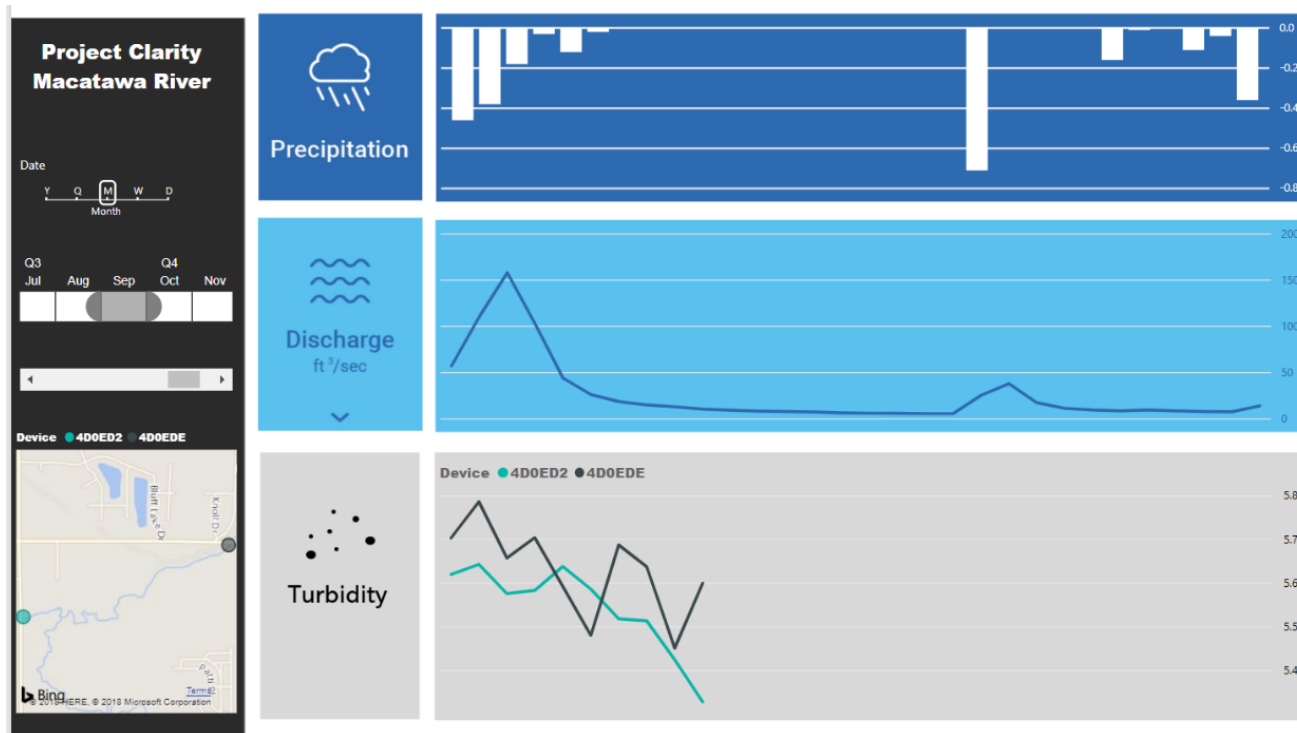 Project Clarity
Macatawa River
Date
Y Q M W D
Month
Q3 Q4
Jul Aug Sep Oct Nov
Device 4D0ED2 4D0EDE
Bluff Lake Dr
Knoll Dr
Bing
Terms
© 2018 HERE, © 2018 Microsoft Corporation
Precipitation
0.0
-0.2
-0.4
-0.6
-0.8
Discharge
ft³/sec
200
150
100
50
0
Turbidity
Device 4D0ED2 4D0EDE
5.8
5.7
5.6
5.5
5.4